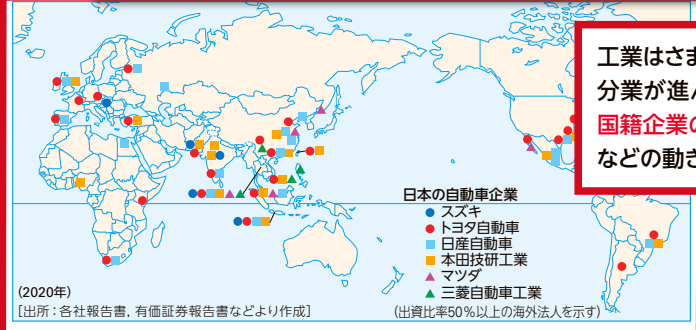 工業はさま
分業が進ん
国籍企業の
などの動き
日本の自動車企業
スズキ
トヨタ自動車
日産自動車
本田技研工業
マツダ
三菱自動車工業
(出資比率50%以上の海外法人を示す)
(2020年)
[出所:各社報告書, 有価証券報告書などより作成]